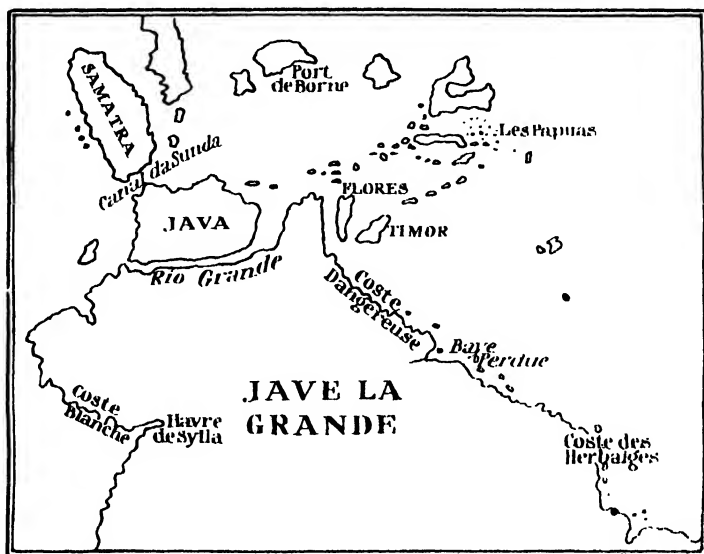 SAMATRA
Port
de Borne
Les Papuas
Canal da Sunda
FLORES
JAVA
TIMOR
Rio Grande
Coste
Dangereuse
Baye
Perdue
JAVE LA
GRANDE
Coste
Blanche
Havre
de Sylla
Coste des
Herbaiges